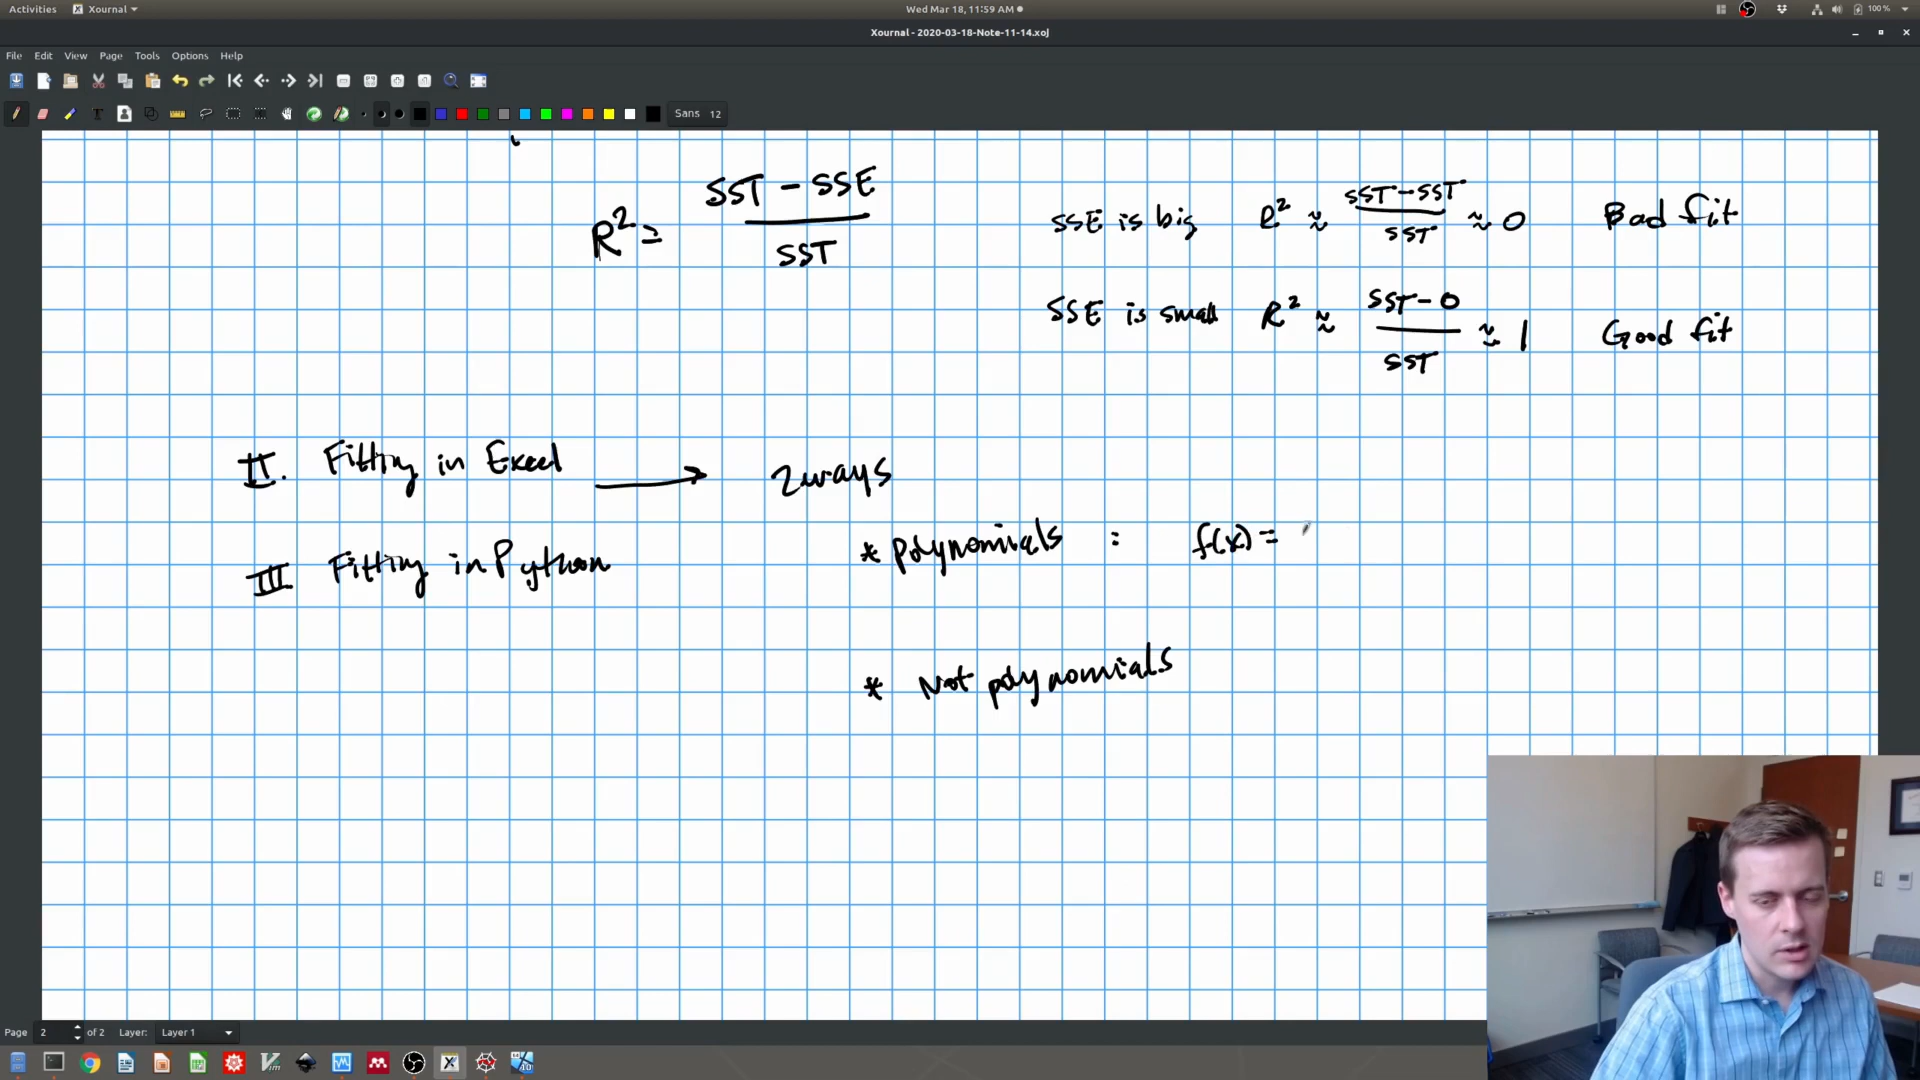 Activities Xournal Wed Mar 18, 11:59 AM 100 %
Xournal - 2020-03-18-Note-11-14.xoj
File Edit View Page Tools Options Help
Sans 12
R² = SST - SSE / SST
SSE is big R² ≈ SST - SST / SST ≈ 0 Bad fit
SSE is small R² ≈ SST - 0 / SST ≈ 1 Good fit
II. Fitting in Excel → 2 ways
III Fitting in Python
* Polynomials : f(x) =
* Not polynomials
Page 2 of 2 Layer: Layer 1